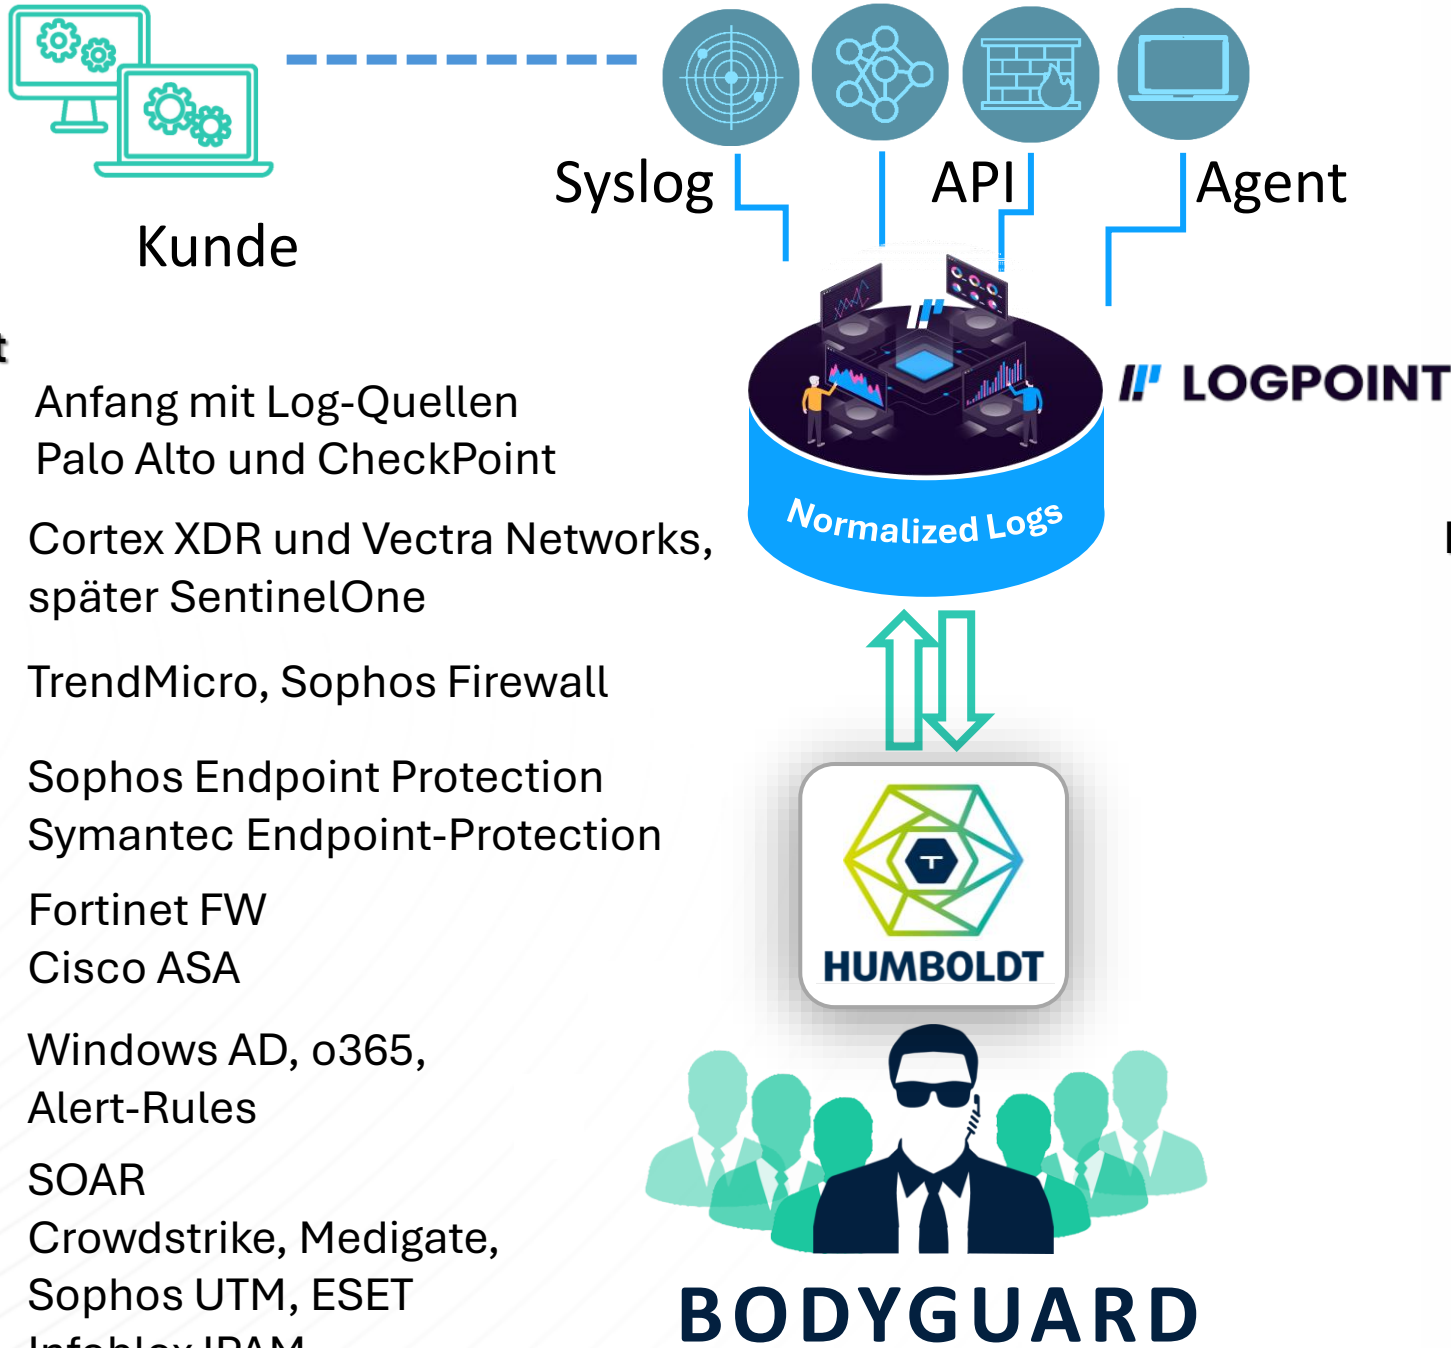 Syslog
API
Agent
Kunde
t
LOGPOINT
Anfang mit Log-Quellen
Palo Alto und CheckPoint
Normalized Logs
Cortex XDR und Vectra Networks,
später SentinelOne
TrendMicro, Sophos Firewall
Sophos Endpoint Protection
Symantec Endpoint-Protection
HUMBOLDT
Fortinet FW
Cisco ASA
Windows AD, o365,
Alert-Rules
SOAR
Crowdstrike, Medigate,
Sophos UTM, ESET
Infoblox IPAM
BODYGUARD